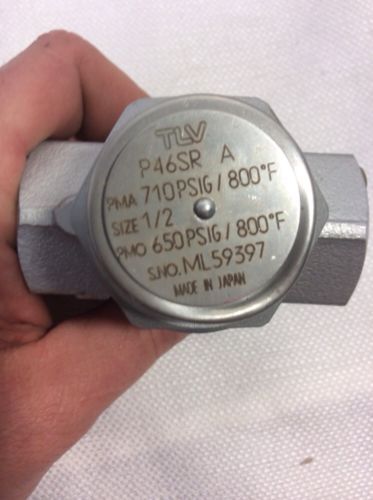 TLV
P46SR A
PMA 710PSIG/800°F
SIZE 1/2
PMO 650PSIG/800°F
S.NO. ML59397
MADE IN JAPAN